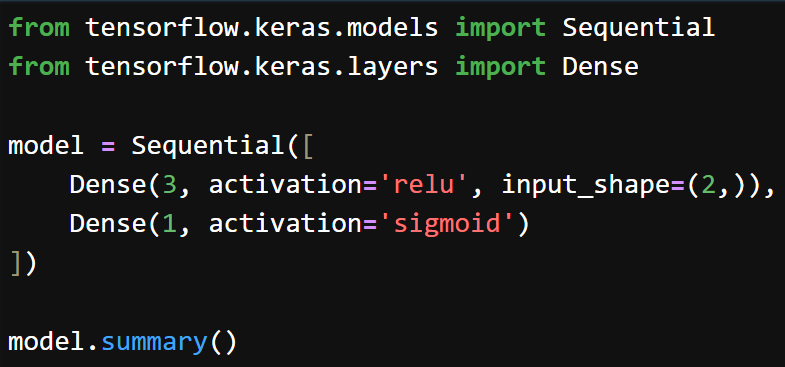 from tensorflow.keras.models import Sequential
from tensorflow.keras.layers import Dense

model = Sequential([
    Dense(3, activation='relu', input_shape=(2,)),
    Dense(1, activation='sigmoid')
])

model.summary()